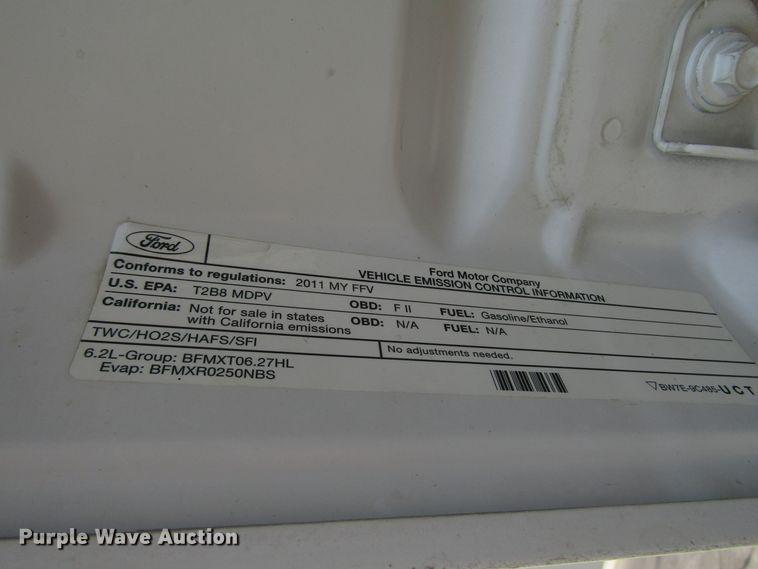 Ford
Ford Motor Company
VEHICLE EMISSION CONTROL INFORMATION
Conforms to regulations: 2011 MY FFV
U.S. EPA: T2B8 MDPV OBD: F II FUEL: Gasoline/Ethanol
California: Not for sale in states with California emissions OBD: N/A FUEL: N/A
TWC/HO2S/HAFS/SFI
No adjustments needed.
6.2L-Group: BFMXT06.27HL
Evap: BFMXR0250NBS
BW7E-9C485-UCT
Purple Wave Auction